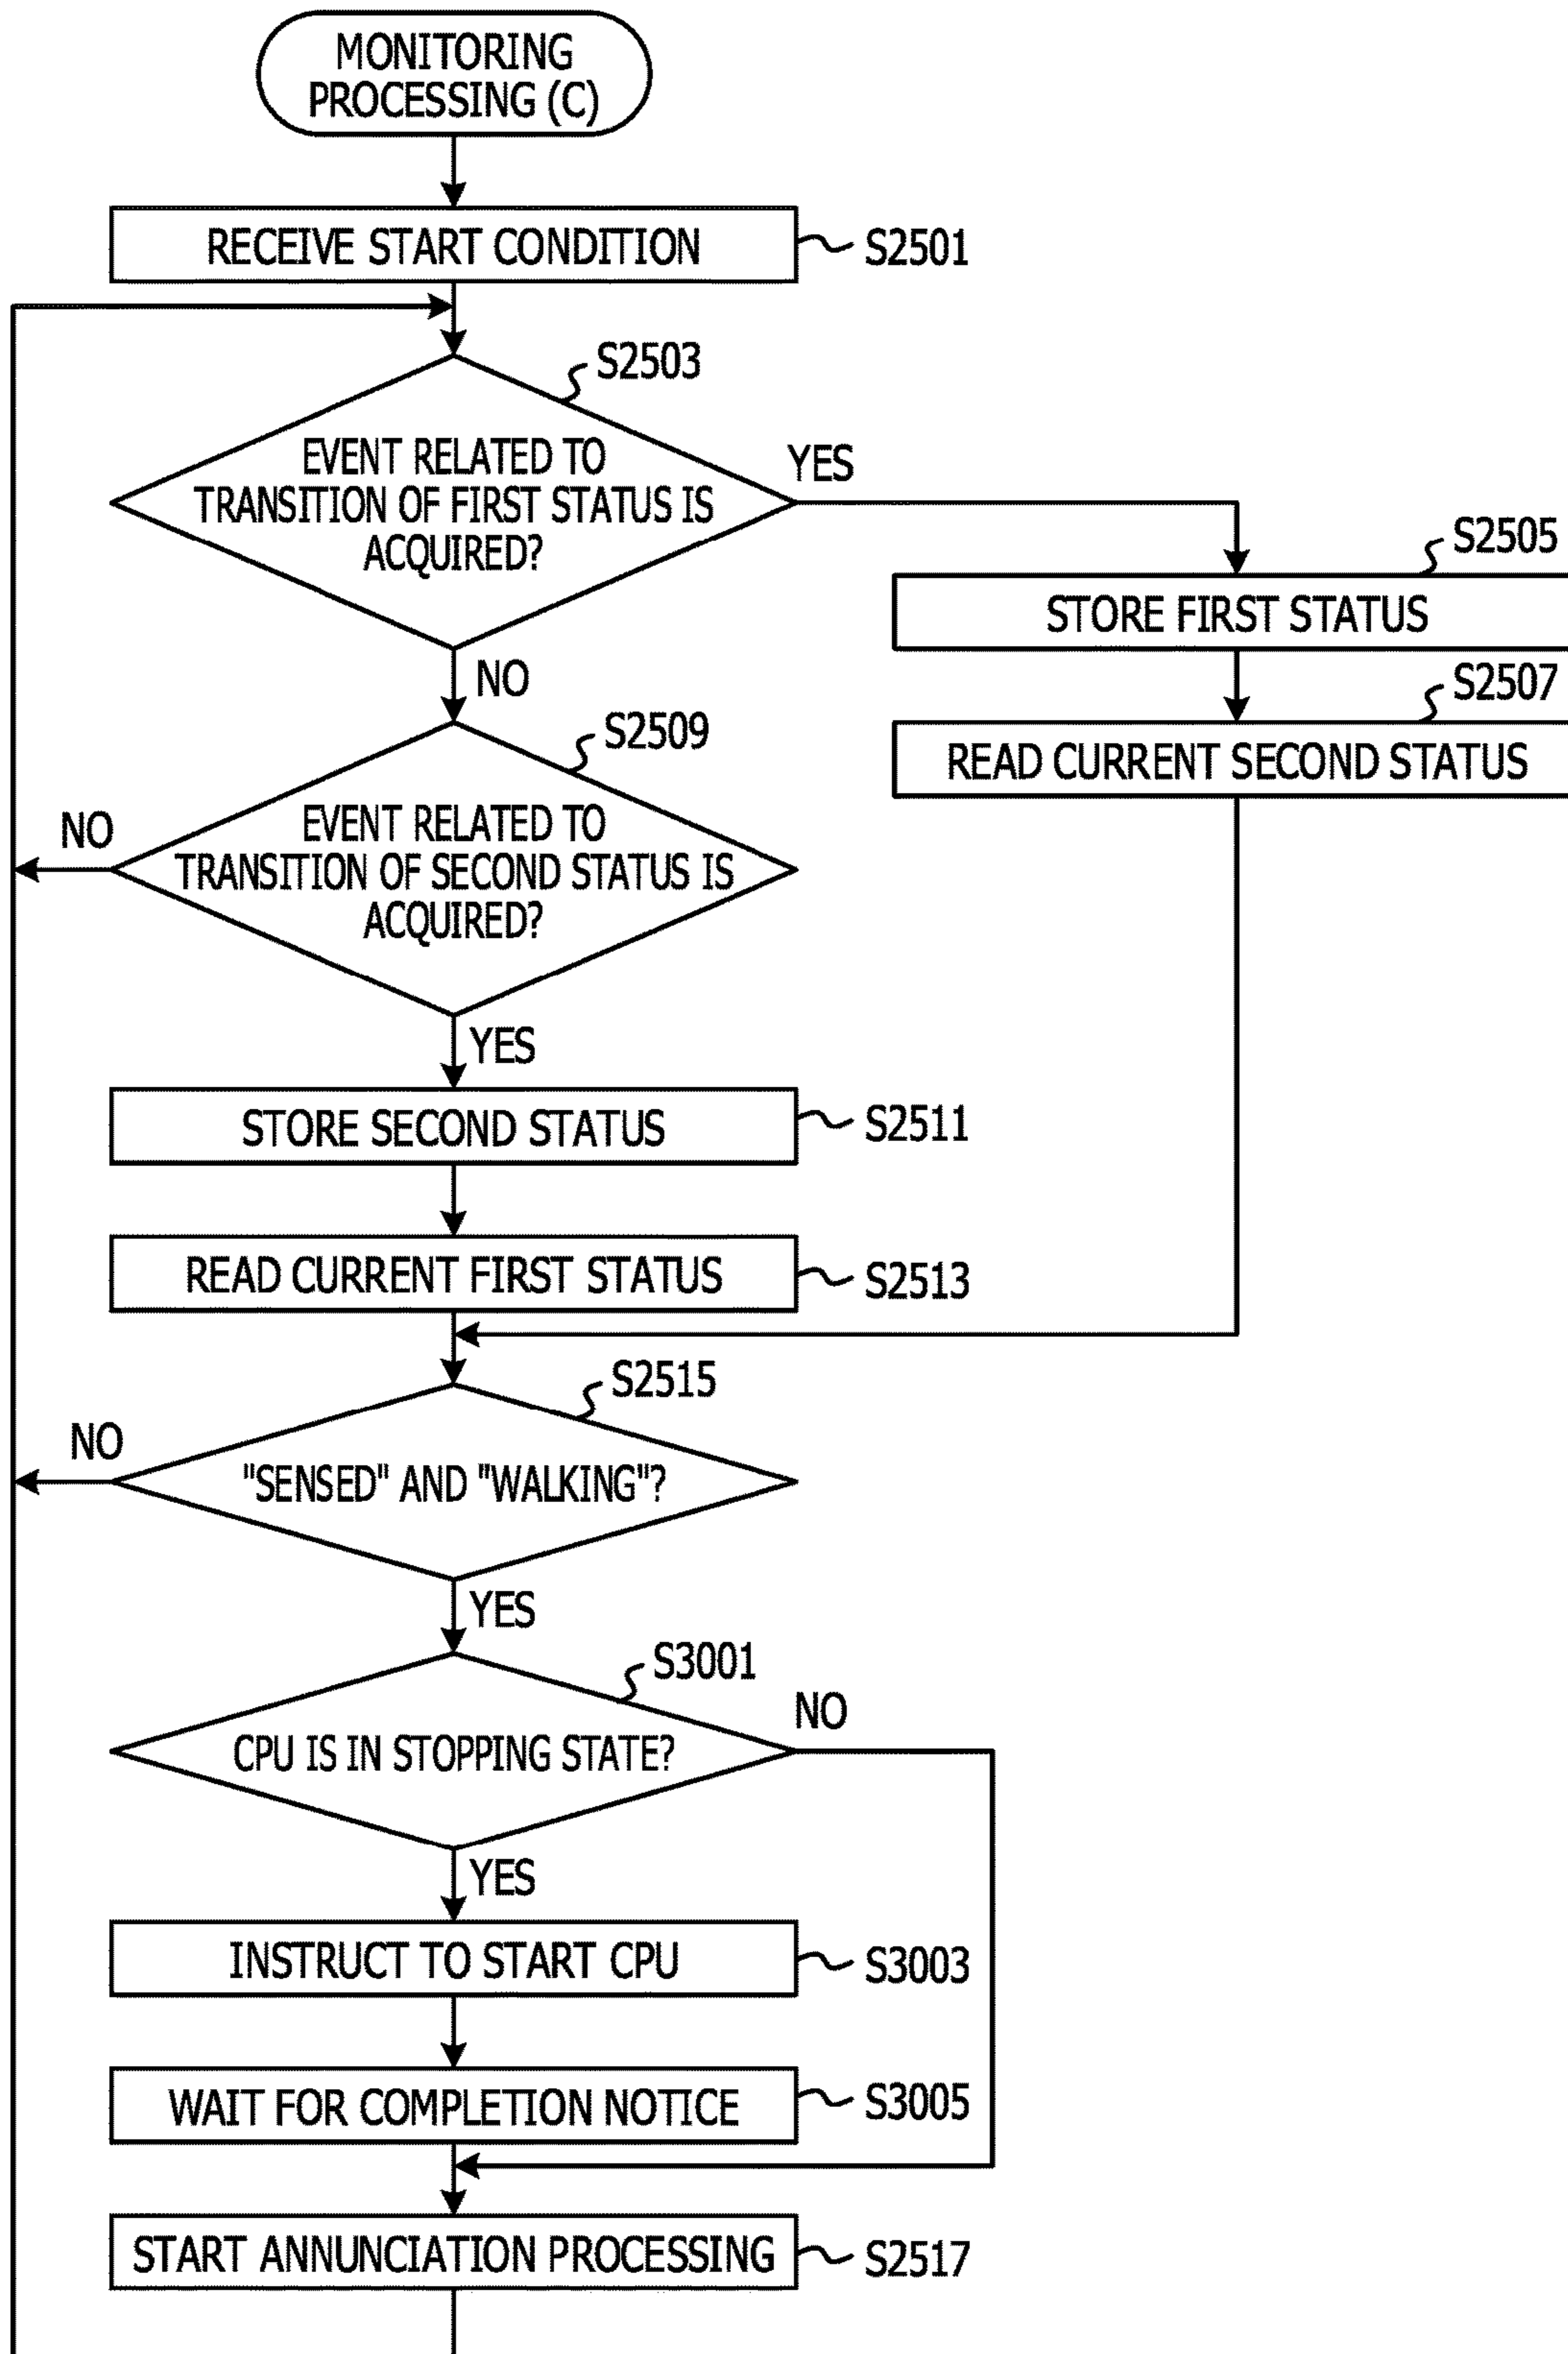 MONITORING
PROCESSING (C)
RECEIVE START CONDITION
S2501
S2503
EVENT RELATED TO
TRANSITION OF FIRST STATUS IS
ACQUIRED?
YES
NO
S2505
STORE FIRST STATUS
S2507
READ CURRENT SECOND STATUS
S2509
EVENT RELATED TO
TRANSITION OF SECOND STATUS IS
ACQUIRED?
NO
YES
STORE SECOND STATUS
S2511
READ CURRENT FIRST STATUS
S2513
S2515
"SENSED" AND "WALKING"?
NO
YES
S3001
CPU IS IN STOPPING STATE?
NO
YES
INSTRUCT TO START CPU
S3003
WAIT FOR COMPLETION NOTICE
S3005
START ANNUNCIATION PROCESSING
S2517